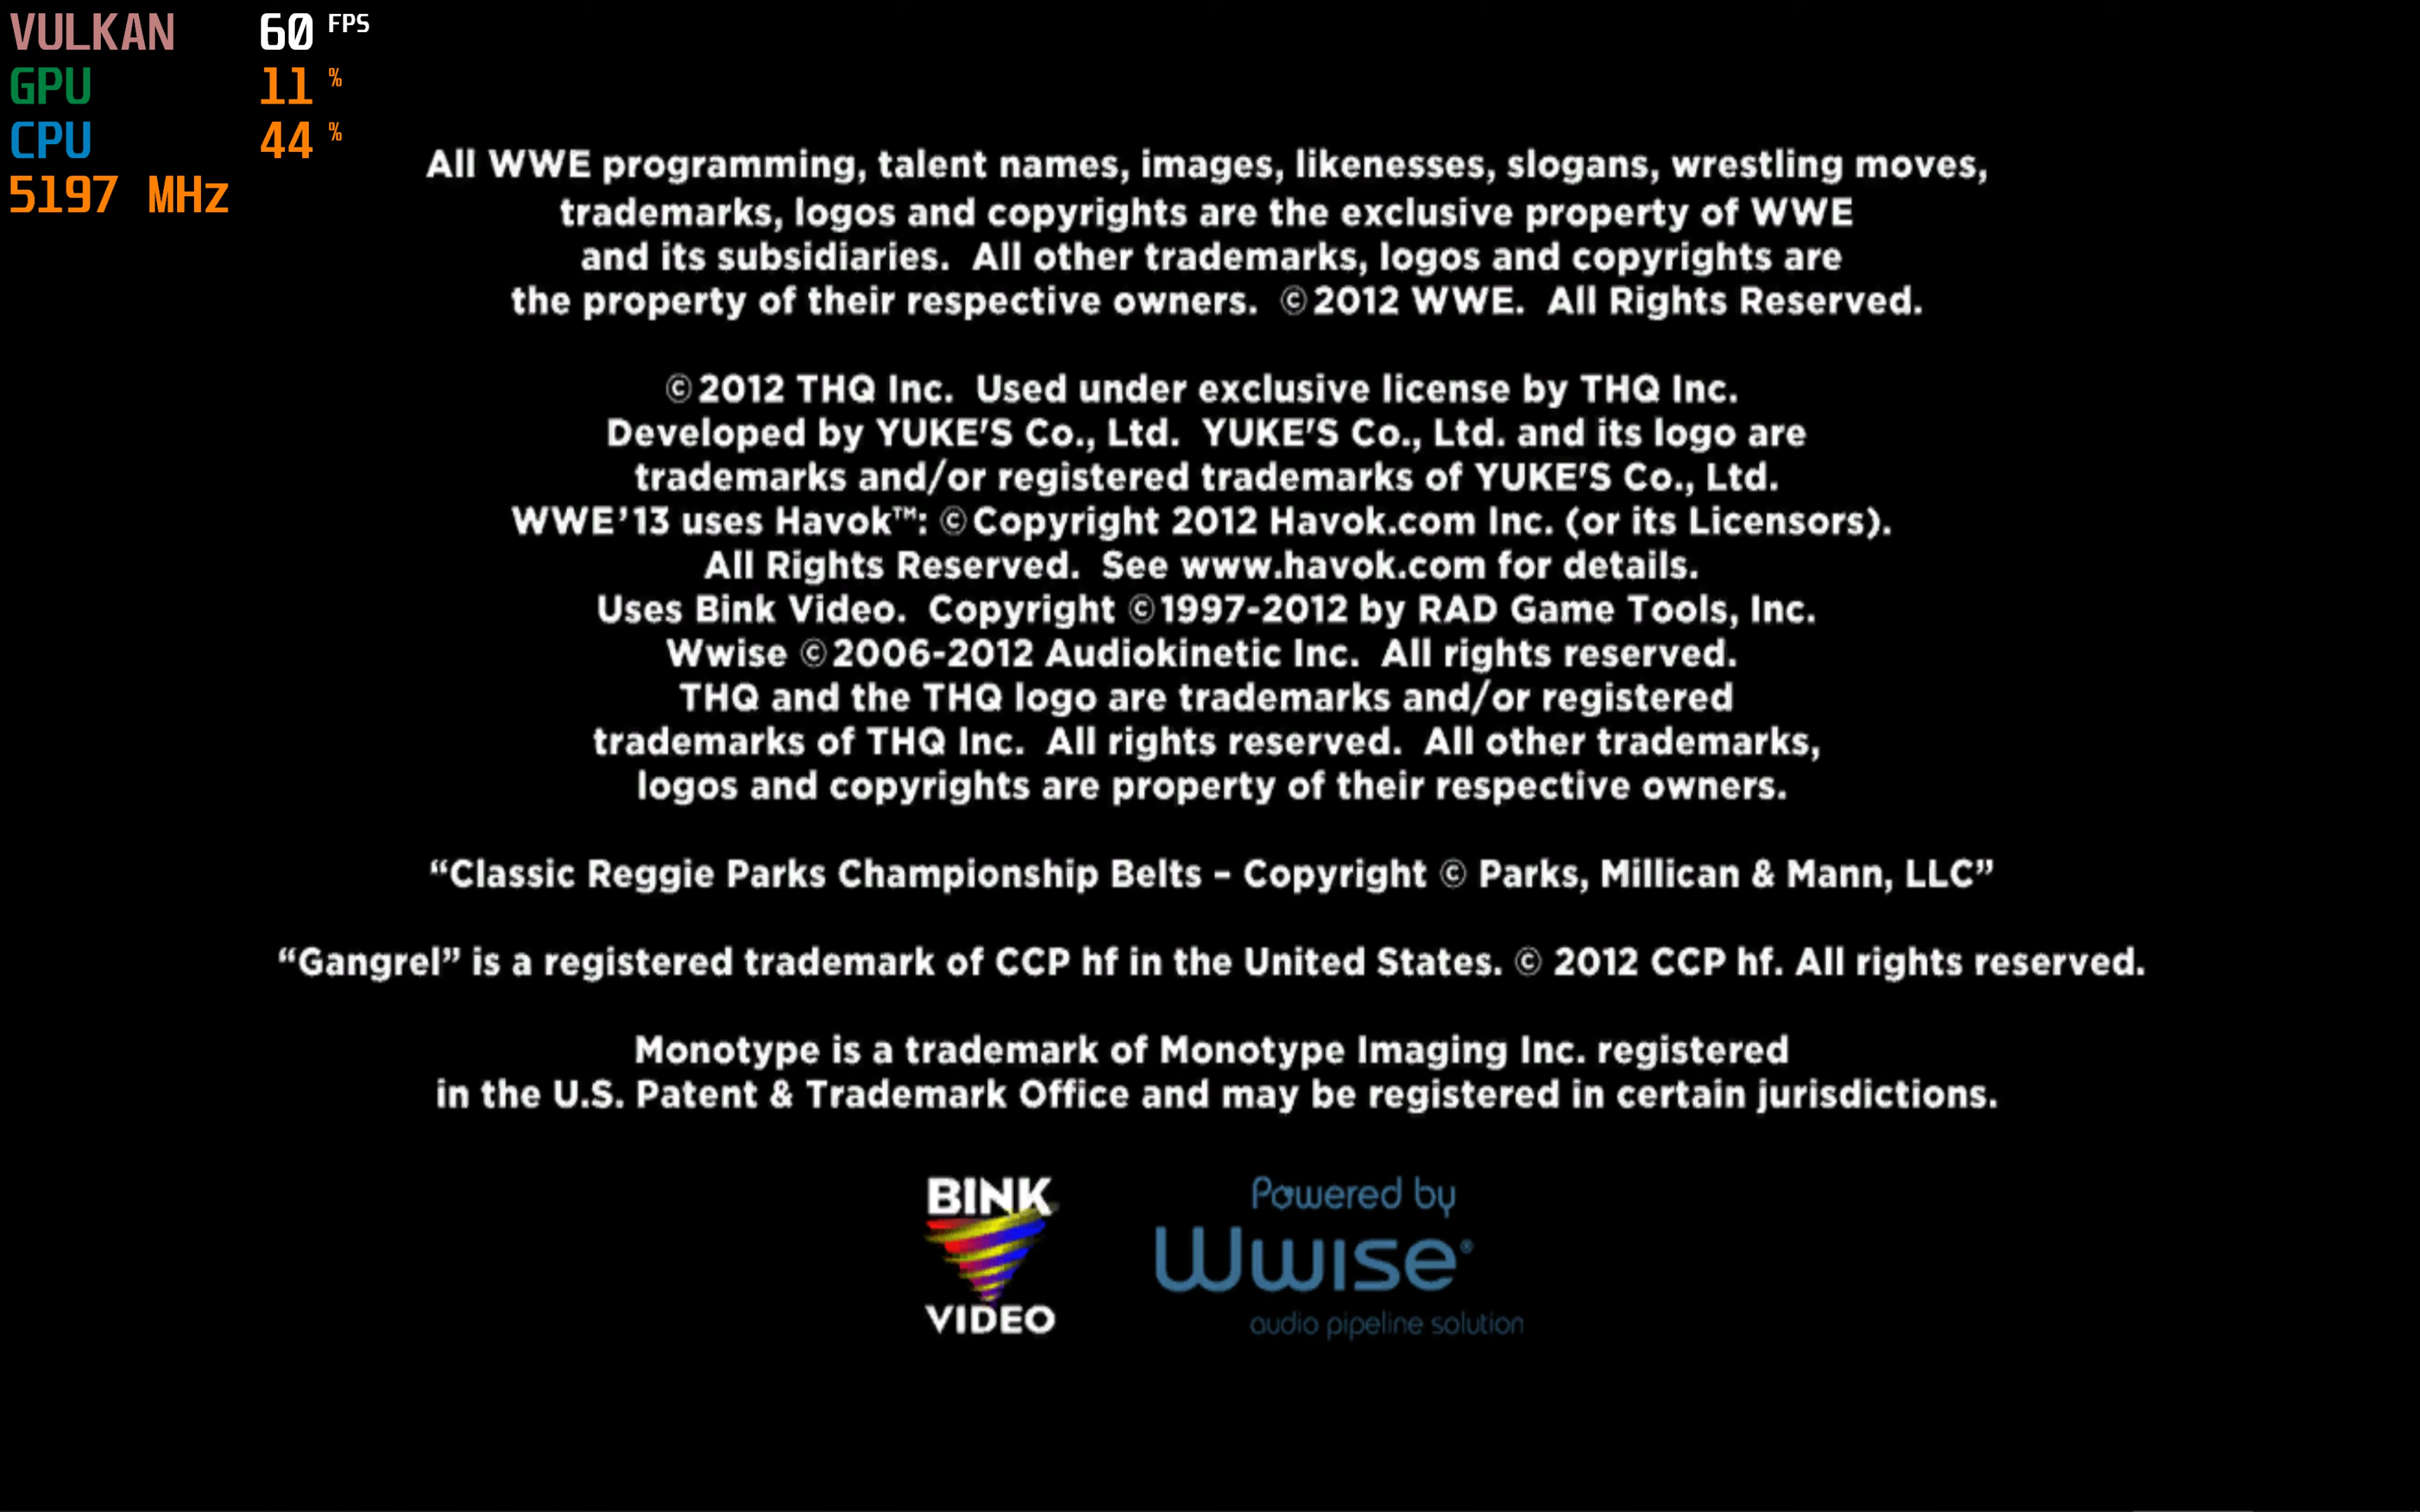 VULKAN 60 FPS
GPU 11 %
CPU 44 %
5197 MHz
All WWE programming, talent names, images, likenesses, slogans, wrestling moves,
trademarks, logos and copyrights are the exclusive property of WWE
and its subsidiaries.  All other trademarks, logos and copyrights are
the property of their respective owners.  ©2012 WWE.  All Rights Reserved.
©2012 THQ Inc.  Used under exclusive license by THQ Inc.
Developed by YUKE'S Co., Ltd.  YUKE'S Co., Ltd. and its logo are
trademarks and/or registered trademarks of YUKE'S Co., Ltd.
WWE’13 uses Havok™: ©Copyright 2012 Havok.com Inc. (or its Licensors).
All Rights Reserved.  See www.havok.com for details.
Uses Bink Video.  Copyright ©1997-2012 by RAD Game Tools, Inc.
Wwise ©2006-2012 Audiokinetic Inc.  All rights reserved.
THQ and the THQ logo are trademarks and/or registered
trademarks of THQ Inc.  All rights reserved.  All other trademarks,
logos and copyrights are property of their respective owners.
“Classic Reggie Parks Championship Belts – Copyright © Parks, Millican & Mann, LLC”
“Gangrel” is a registered trademark of CCP hf in the United States. © 2012 CCP hf. All rights reserved.
Monotype is a trademark of Monotype Imaging Inc. registered
in the U.S. Patent & Trademark Office and may be registered in certain jurisdictions.
BINK
VIDEO
Powered by
Wwise®
audio pipeline solution